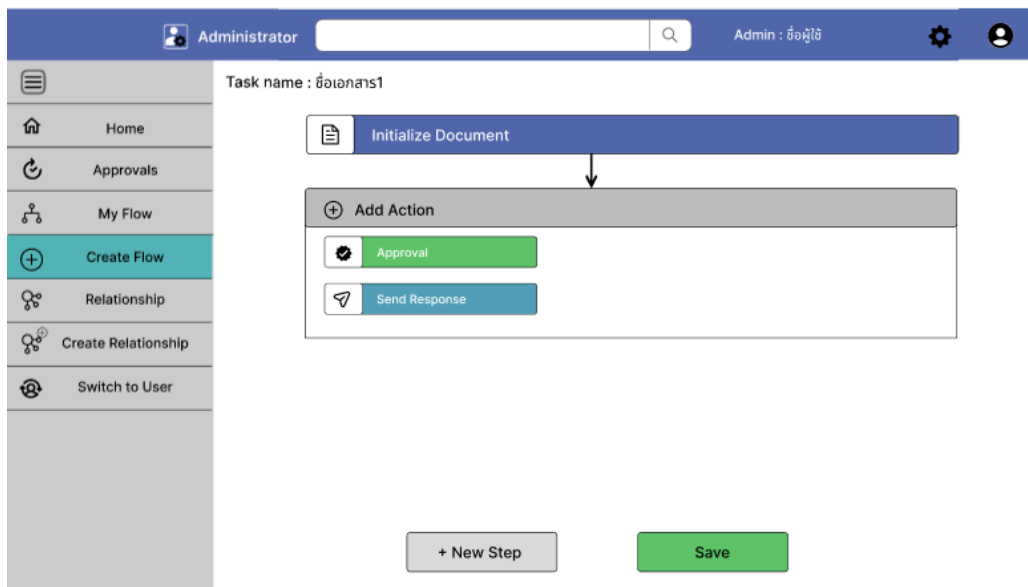 Administrator
Admin : ชื่อผู้ใช้
Task name : ชื่อเอกสาร1
Home
Approvals
My Flow
Create Flow
Relationship
Create Relationship
Switch to User
Initialize Document
Add Action
Approval
Send Response
+ New Step
Save